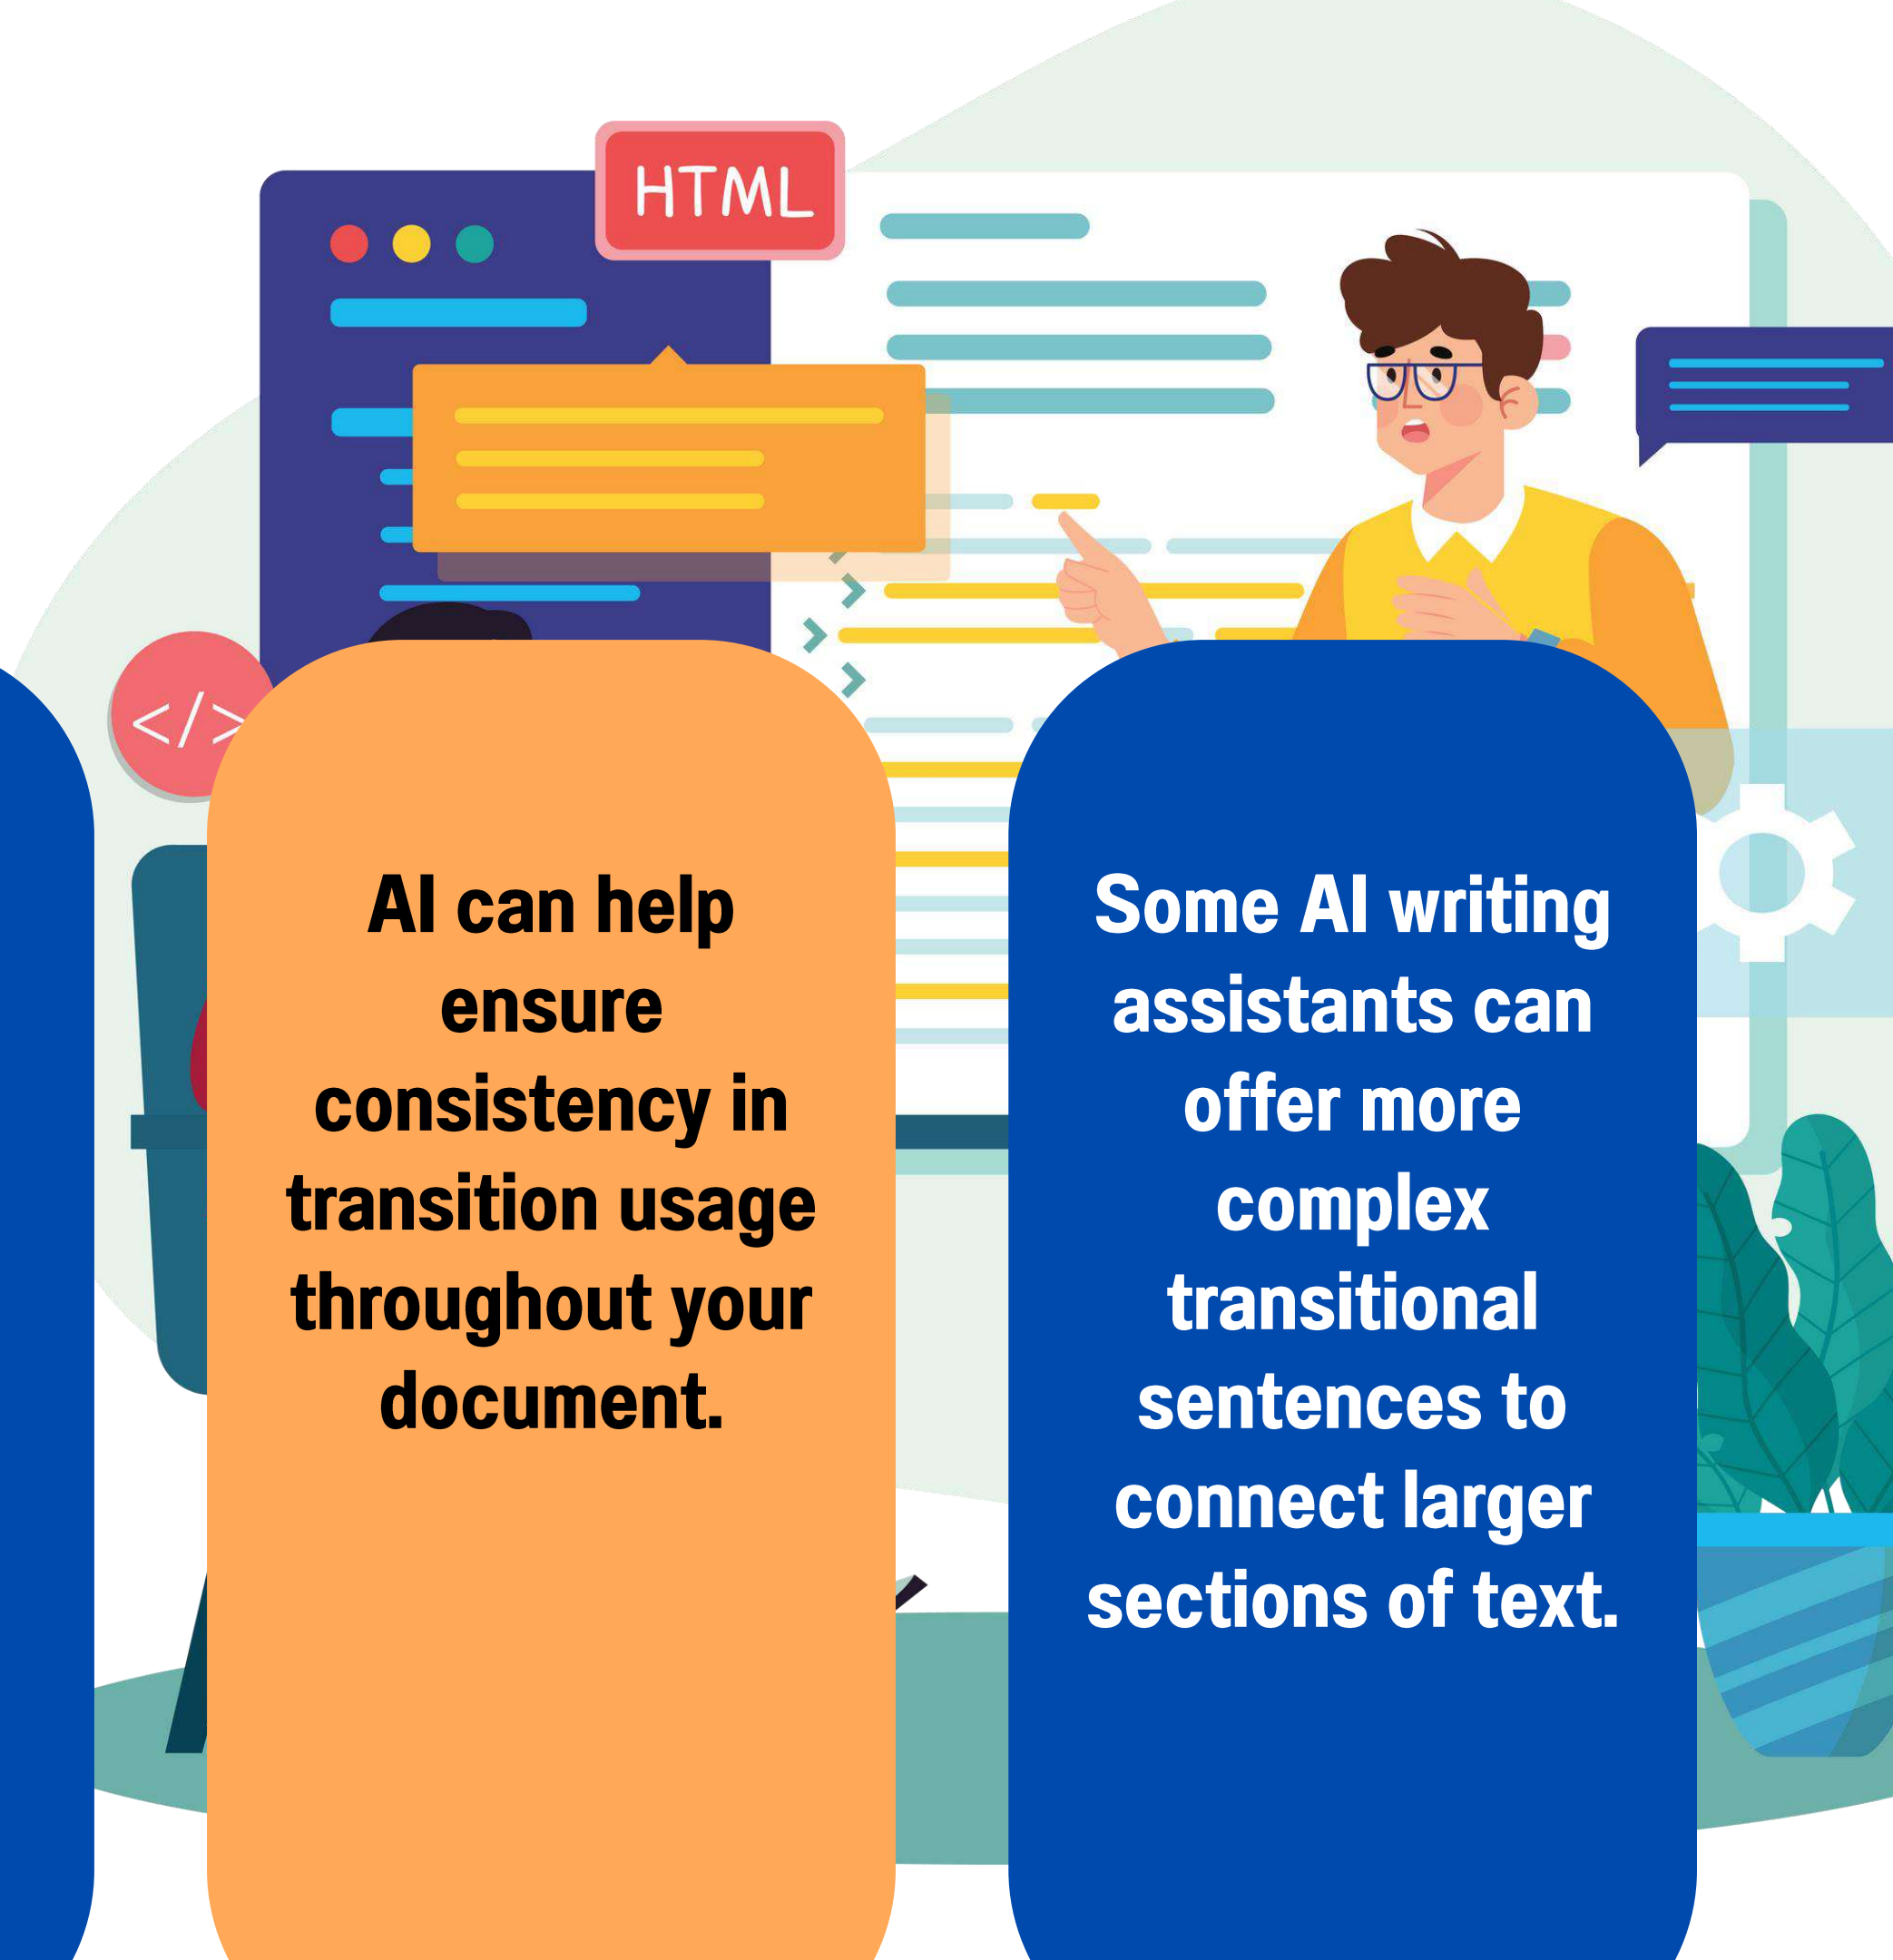 HTML
</>
AI can help
ensure
consistency in
transition usage
throughout your
document.
Some AI writing
assistants can
offer more
complex
transitional
sentences to
connect larger
sections of text.